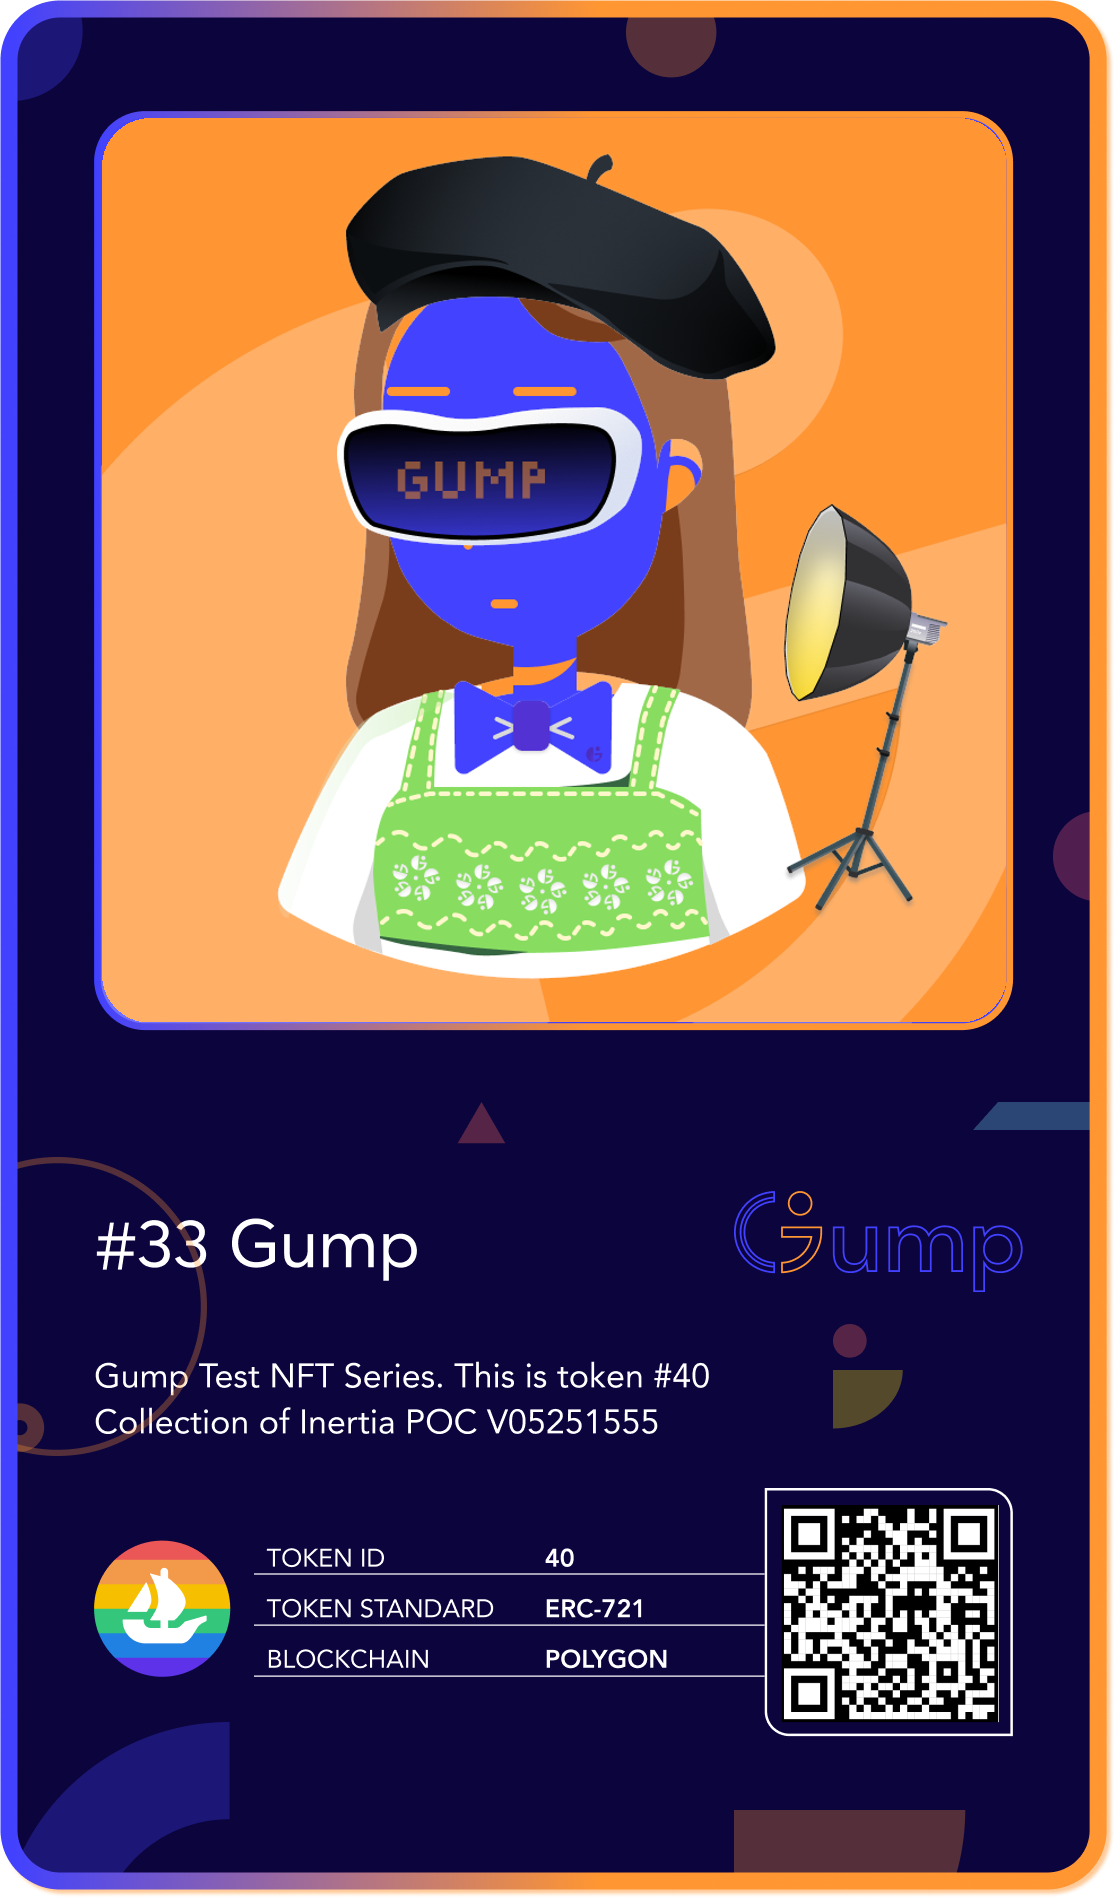 GUMP
#33 Gump
Gump
Gump Test NFT Series. This is token #40
Collection of Inertia POC V05251555
TOKEN ID 40
TOKEN STANDARD ERC-721
BLOCKCHAIN POLYGON